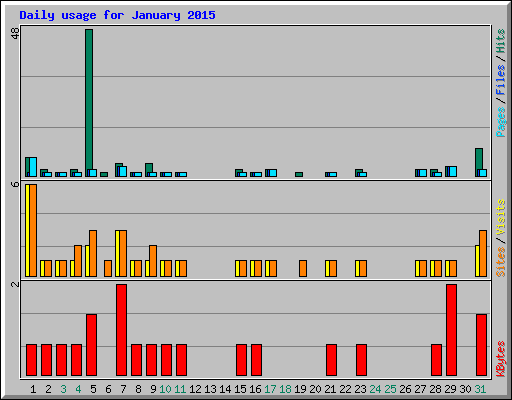 Daily usage for January 2015
48
Pages / Files / Hits
6
Sites / Visits
2
KBytes
1 2 3 4 5 6 7 8 9 10 11 12 13 14 15 16 17 18 19 20 21 22 23 24 25 26 27 28 29 30 31